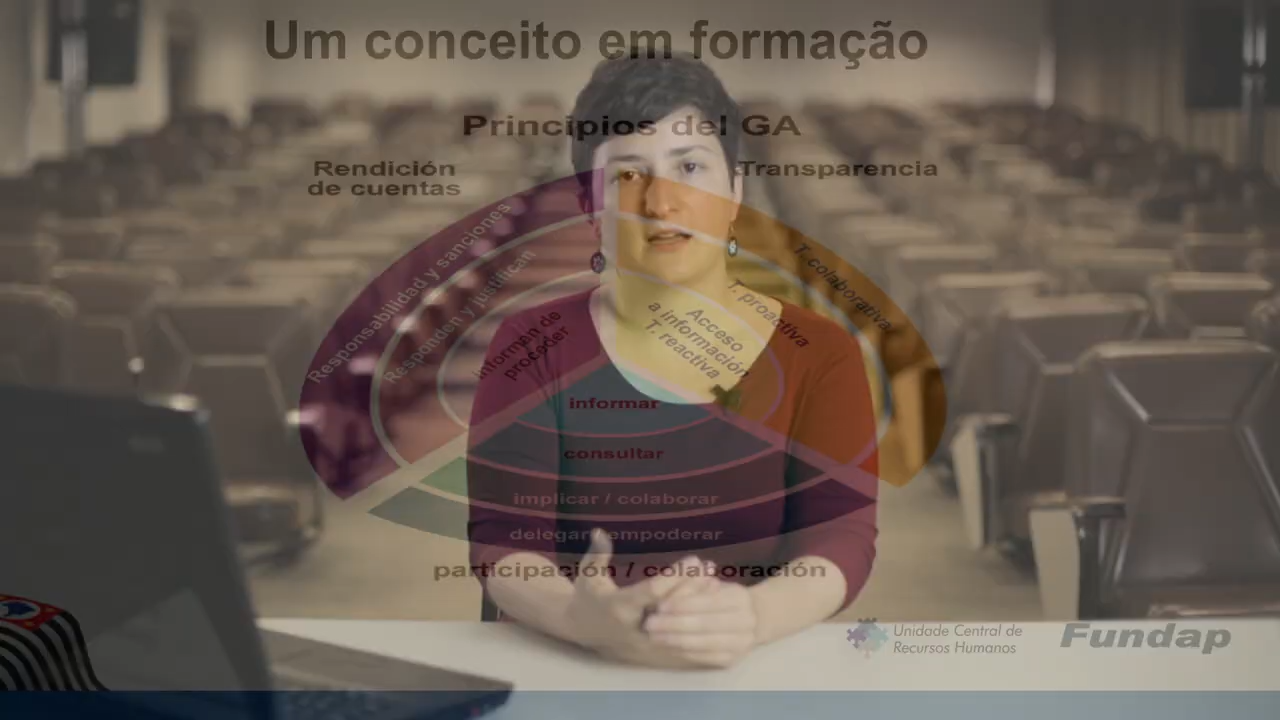 Um conceito em formação
Principios del GA
Rendición
de cuentas
Transparencia
Responsabilidad y sanciones
Responden y justifican
Informan de
proceder
T. colaborativa
T. proactiva
Acceso
a información
T. reactiva
informar
consultar
implicar / colaborar
delegar empoderar
participación / colaboración
Unidade Central de
Recursos Humanos
Fundap